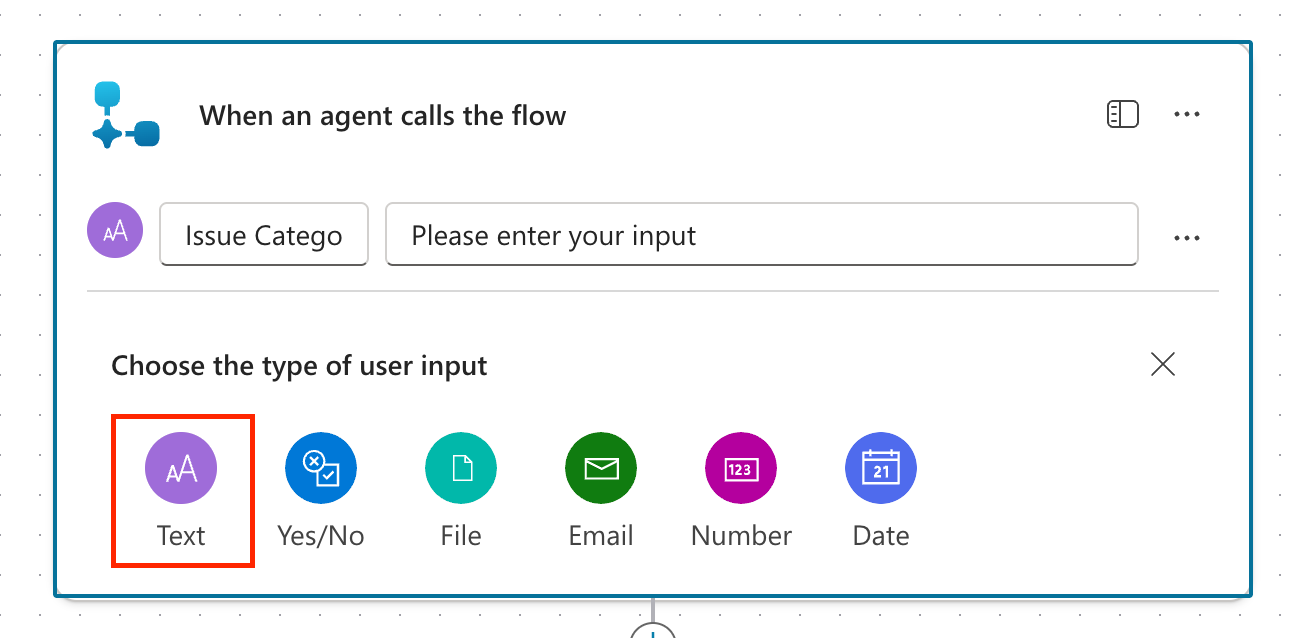 When an agent calls the flow
AA Issue Catego Please enter your input
Choose the type of user input
AA 123 21
Text Yes/No File Email Number Date